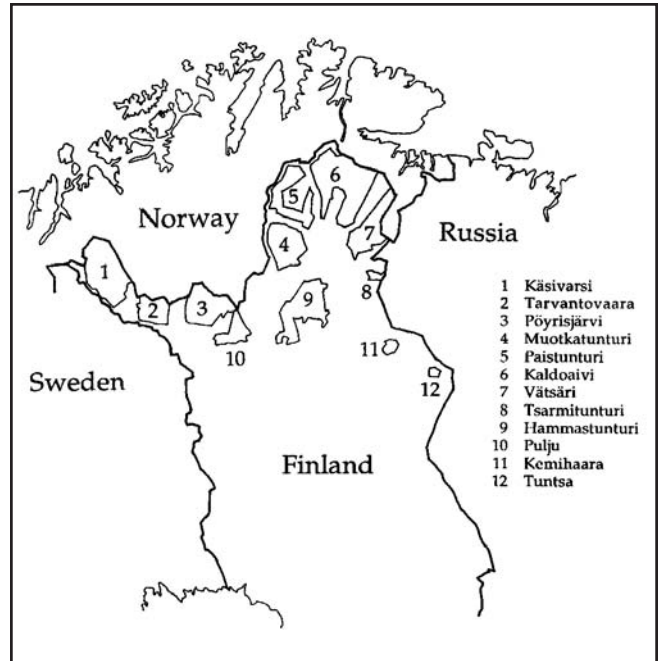 6
5
Norway
7
4
Russia
1
8
2
3
9
10
11
12
Sweden
Finland
1 Käsivarsi
2 Tarvantovaara
3 Pöyrisjärvi
4 Muotkatunturi
5 Paistunturi
6 Kaldoaivi
7 Vätsäri
8 Tsarmitunturi
9 Hammastunturi
10 Pulju
11 Kemihaara
12 Tuntsa